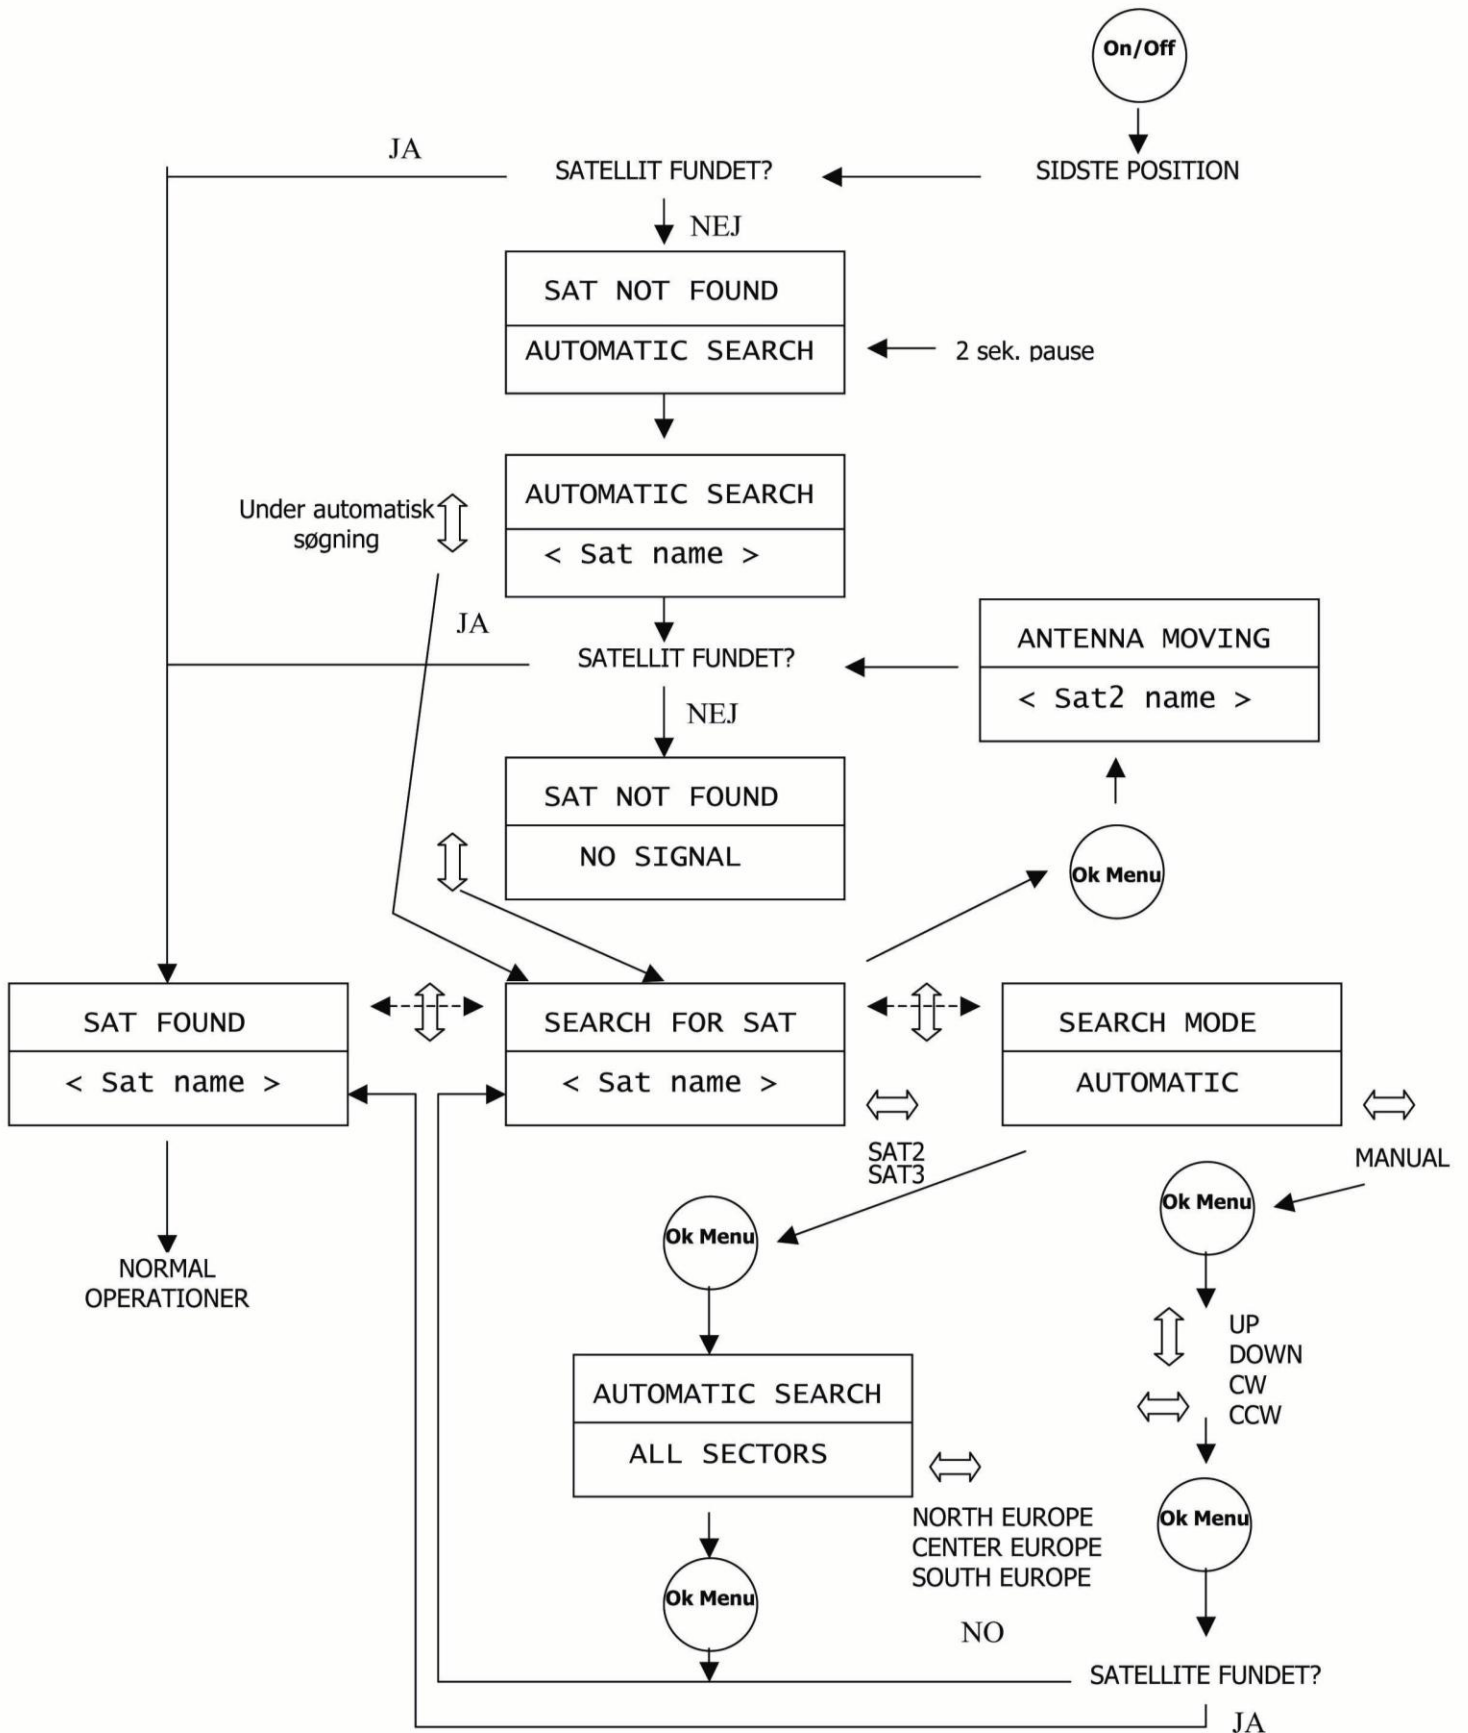 On/Off
JA
SATELLIT FUNDET?
SIDSTE POSITION
NEJ
SAT NOT FOUND
AUTOMATIC SEARCH
2 sek. pause
AUTOMATIC SEARCH
Under automatisk
søgning
< Sat name >
JA
SATELLIT FUNDET?
ANTENNA MOVING
< Sat2 name >
NEJ
SAT NOT FOUND
NO SIGNAL
Ok Menu
SAT FOUND
< Sat name >
SEARCH FOR SAT
< Sat name >
SEARCH MODE
AUTOMATIC
SAT2
SAT3
MANUAL
Ok Menu
Ok Menu
NORMAL
OPERATIONER
UP
DOWN
CW
CCW
AUTOMATIC SEARCH
ALL SECTORS
NORTH EUROPE
CENTER EUROPE
SOUTH EUROPE
Ok Menu
Ok Menu
NO
SATELLITE FUNDET?
JA